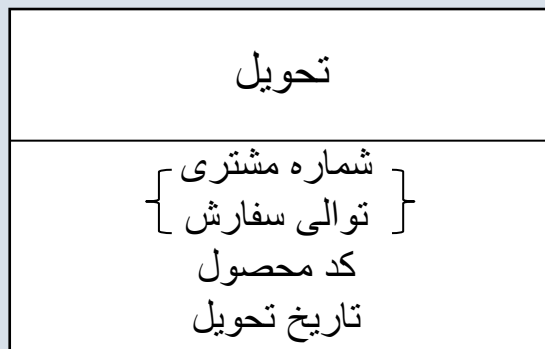 تحویل
شماره مشتری
توالی سفارش
کد محصول
تاریخ تحویل